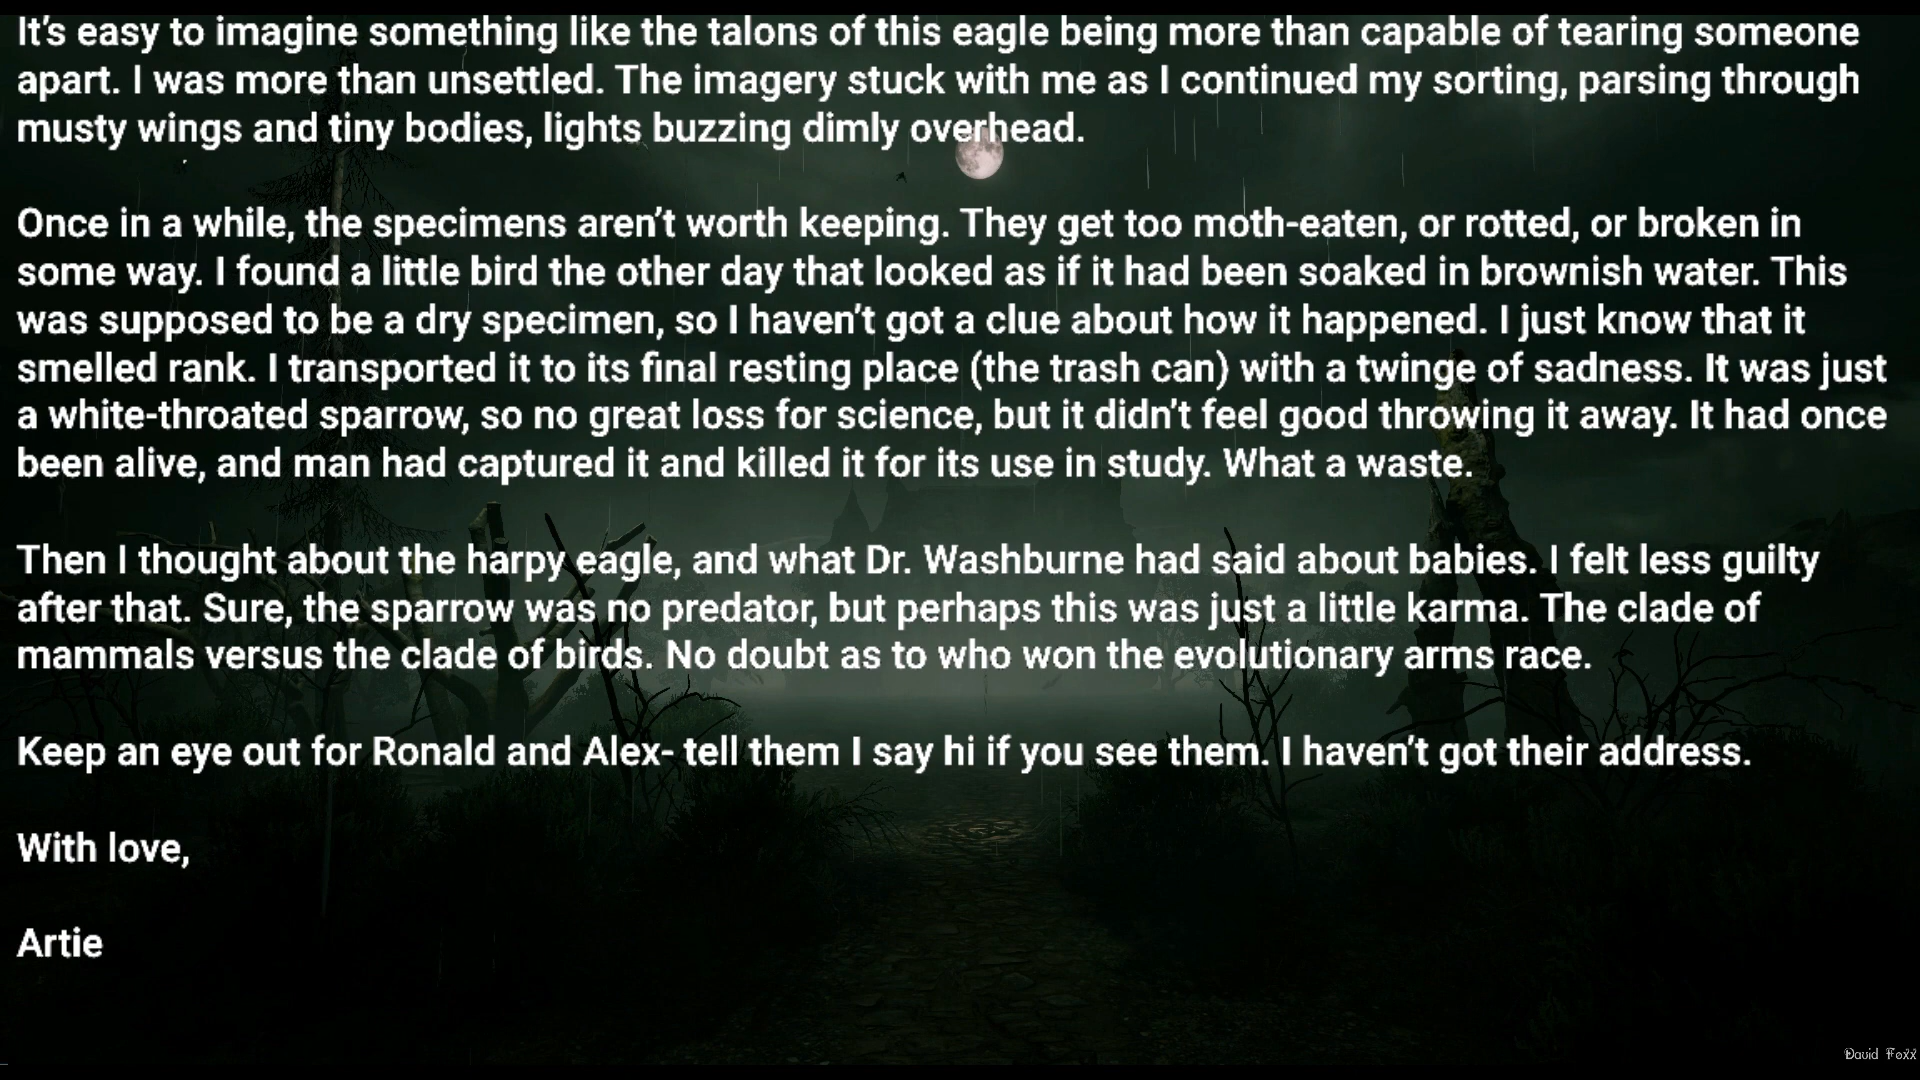 It's easy to imagine something like the talons of this eagle being more than capable of tearing someone
apart. I was more than unsettled. The imagery stuck with me as I continued my sorting, parsing through
musty wings and tiny bodies, lights buzzing dimly overhead.
Once in a while, the specimens aren't worth keeping. They get too moth-eaten, or rotted, or broken in
some way. I found a little bird the other day that looked as if it had been soaked in brownish water. This
was supposed to be a dry specimen, so I haven't got a clue about how it happened. I just know that it
smelled rank. I transported it to its final resting place (the trash can) with a twinge of sadness. It was just
a white-throated sparrow, so no great loss for science, but it didn't feel good throwing it away. It had once
been alive, and man had captured it and killed it for its use in study. What a waste.
Then I thought about the harpy eagle, and what Dr. Washburne had said about babies. I felt less guilty
after that. Sure, the sparrow was no predator, but perhaps this was just a little karma. The clade of
mammals versus the clade of birds. No doubt as to who won the evolutionary arms race.
Keep an eye out for Ronald and Alex- tell them I say hi if you see them. I haven't got their address.
With love,
Artie
David Foxx